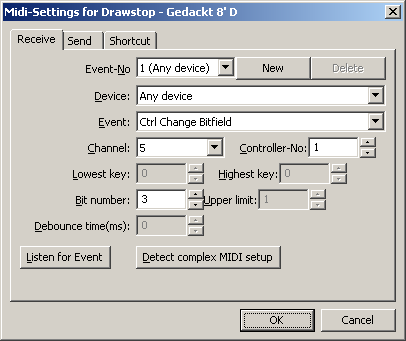 Midi-Settings for Drawstop - Gedackt 8' D
Receive Send Shortcut
Event-No 1 (Any device) New Delete
Device: Any device
Event: Ctrl Change Bitfield
Channel: 5 Controller-No: 1
Lowest key: 0 Highest key: 0
Bit number: 3 Upper limit: 1
Debounce time(ms): 0
Listen for Event Detect complex MIDI setup
OK Cancel